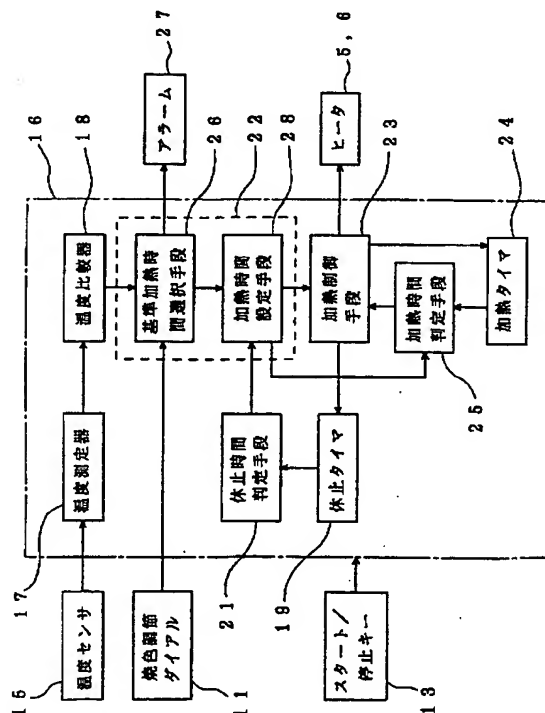 16
17
18
温度センサ
15
温度測定器
温度比較器
アラーム
27
焼色調節
ダイアル
11
基準加熱時
間選択手段
26
22
休止時間
判定手段
21
加熱時間
設定手段
28
休止タイマ
19
加熱制御
手段
23
ヒータ
5,6
加熱時間
判定手段
25
加熱タイマ
24
スタート/
停止キー
13